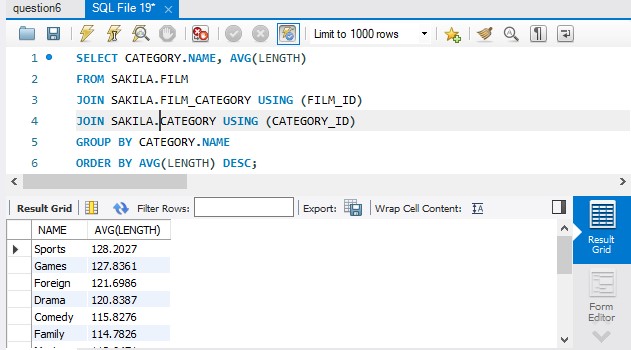 question6 SQL File 19* ×
Limit to 1000 rows
1 SELECT CATEGORY.NAME, AVG(LENGTH)
2 FROM SAKILA.FILM
3 JOIN SAKILA.FILM_CATEGORY USING (FILM_ID)
4 JOIN SAKILA.CATEGORY USING (CATEGORY_ID)
5 GROUP BY CATEGORY.NAME
6 ORDER BY AVG(LENGTH) DESC;
Result Grid Filter Rows: Export: Wrap Cell Content: IA
NAME AVG(LENGTH)
Sports 128.2027
Games 127.8361
Foreign 121.6986
Drama 120.8387
Comedy 115.8276
Family 114.7826
Result
Grid
Form
Editor